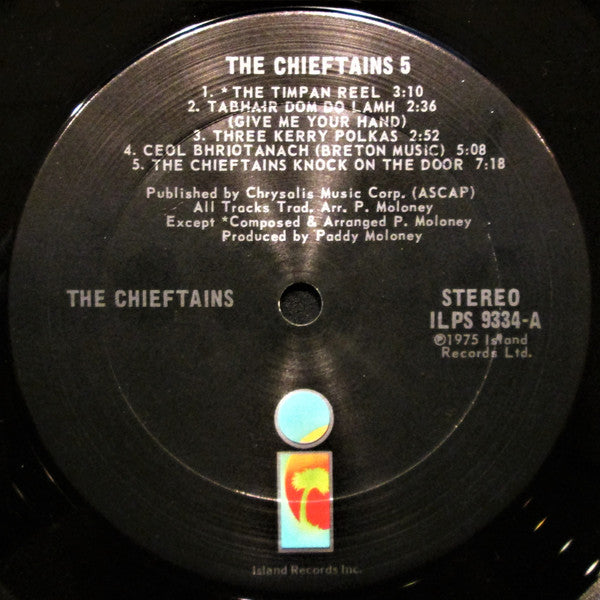 THE CHIEFTAINS 5
1. *THE TIMPAN REEL 3:10
2. TABHAIR DOM DO LAMH 2:36
(GIVE ME YOUR HAND)
3. THREE KERRY POLKAS 2:52
4. CEOL BHRIOTANACH (BRETON MUSIC) 5:08
5. THE CHIEFTAINS KNOCK ON THE DOOR 7:18
Published by Chrysalis Music Corp. (ASCAP)
All Tracks Trad. Arr. P. Moloney
Except *Composed & Arranged P. Moloney
Produced by Paddy Moloney
THE CHIEFTAINS
STEREO
ILPS 9334-A
℗1975 Island
Records Ltd.
i
Island Records Inc.